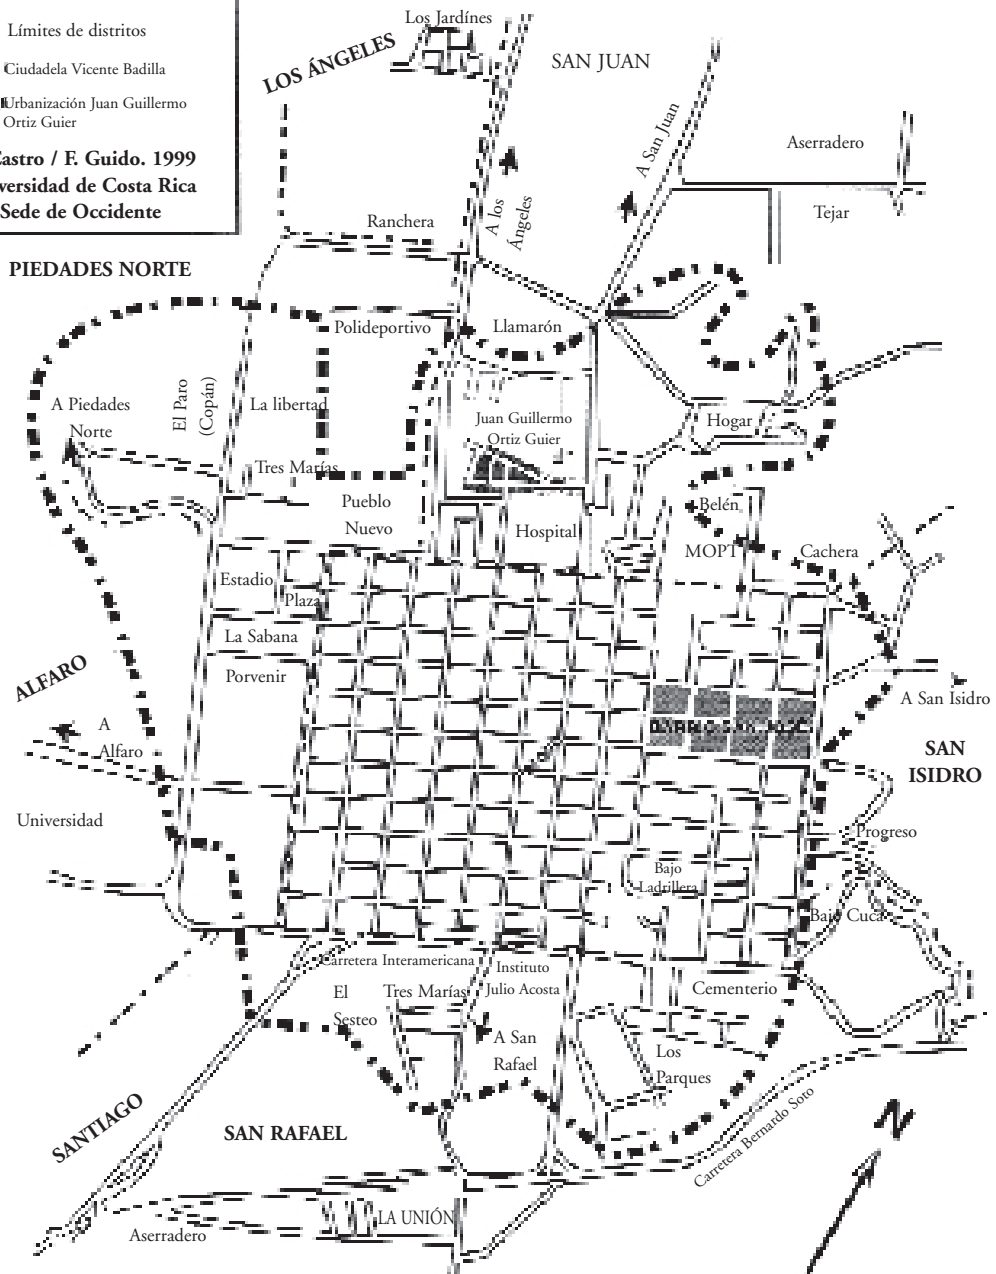 Límites de distritos
Ciudadela Vicente Badilla
Urbanización Juan Guillermo
Ortiz Guier
astro / F. Guido. 1999
versidad de Costa Rica
Sede de Occidente
Los Jardínes
LOS ÁNGELES
SAN JUAN
A San Juan
Aserradero
Tejar
Ranchera
A los
Ángeles
PIEDADES NORTE
Polideportivo
Llamarón
El Paro
(Copán)
La libertad
A Piedades
Norte
Juan Guillermo
Ortiz Guier
Hogar
Tres Marías
Pueblo
Nuevo
Hospital
Belén
MOPT
Cachera
Estadio
Plaza
La Sabana
Porvenir
ALFARO
A
Alfaro
A San Isidro
BARRIO SAN JOSÉ
SAN
ISIDRO
Universidad
Progreso
Bajo
Ladrillera
Bajo Cuca
Carretera Interamericana
Instituto
Julio Acosta
Cementerio
El
Sesteo
Tres Marías
A San
Rafael
Los
Parques
SANTIAGO
SAN RAFAEL
Carretera Bernardo Soto
N
LA UNIÓN
Aserradero